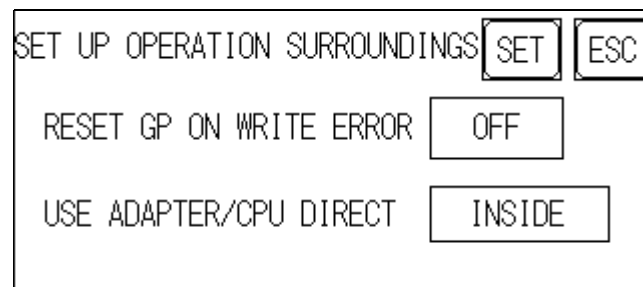 SET UP OPERATION SURROUNDINGS SET ESC
RESET GP ON WRITE ERROR OFF
USE ADAPTER/CPU DIRECT INSIDE